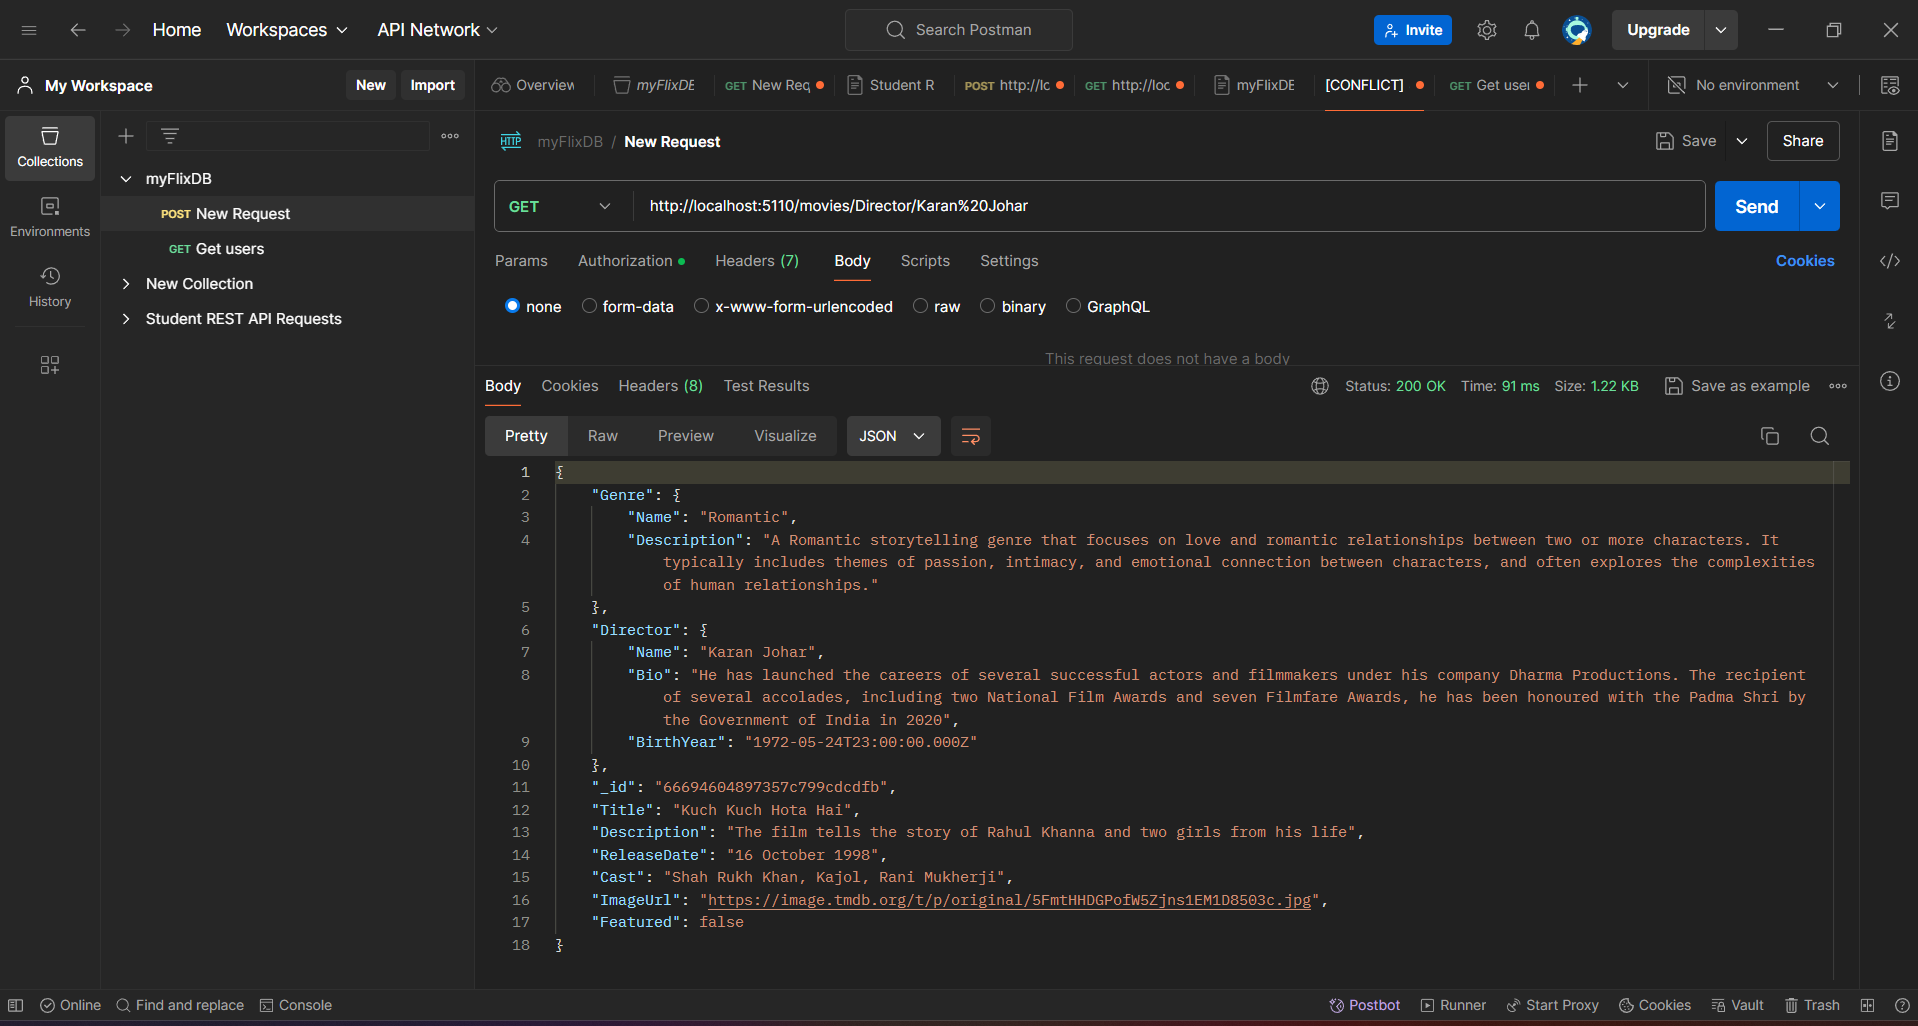 Home Workspaces API Network Search Postman Invite Upgrade
My Workspace New Import Overview myFlixDE GET New Req Student R POST http://lc GET http://loc myFlixDE [CONFLICT] GET Get user No environment
Collections
Environments
History
myFlixDB
POST New Request
GET Get users
New Collection
Student REST API Requests
HTTP myFlixDB / New Request Save Share
GET http://localhost:5110/movies/Director/Karan%20Johar Send
Params Authorization Headers (7) Body Scripts Settings Cookies
none form-data x-www-form-urlencoded raw binary GraphQL
This request does not have a body
Body Cookies Headers (8) Test Results Status: 200 OK Time: 91 ms Size: 1.22 KB Save as example
Pretty Raw Preview Visualize JSON
1 {
2 "Genre": {
3 "Name": "Romantic",
4 "Description": "A Romantic storytelling genre that focuses on love and romantic relationships between two or more characters. It
typically includes themes of passion, intimacy, and emotional connection between characters, and often explores the complexities
of human relationships."
5 },
6 "Director": {
7 "Name": "Karan Johar",
8 "Bio": "He has launched the careers of several successful actors and filmmakers under his company Dharma Productions. The recipient
of several accolades, including two National Film Awards and seven Filmfare Awards, he has been honoured with the Padma Shri by
the Government of India in 2020",
9 "BirthYear": "1972-05-24T23:00:00.000Z"
10 },
11 "_id": "66694604897357c799cdcdfb",
12 "Title": "Kuch Kuch Hota Hai",
13 "Description": "The film tells the story of Rahul Khanna and two girls from his life",
14 "ReleaseDate": "16 October 1998",
15 "Cast": "Shah Rukh Khan, Kajol, Rani Mukherji",
16 "ImageUrl": "https://image.tmdb.org/t/p/original/5FmtHHDGPofW5Zjns1EM1D8503c.jpg",
17 "Featured": false
18 }
Online Find and replace Console Postbot Runner Start Proxy Cookies Vault Trash